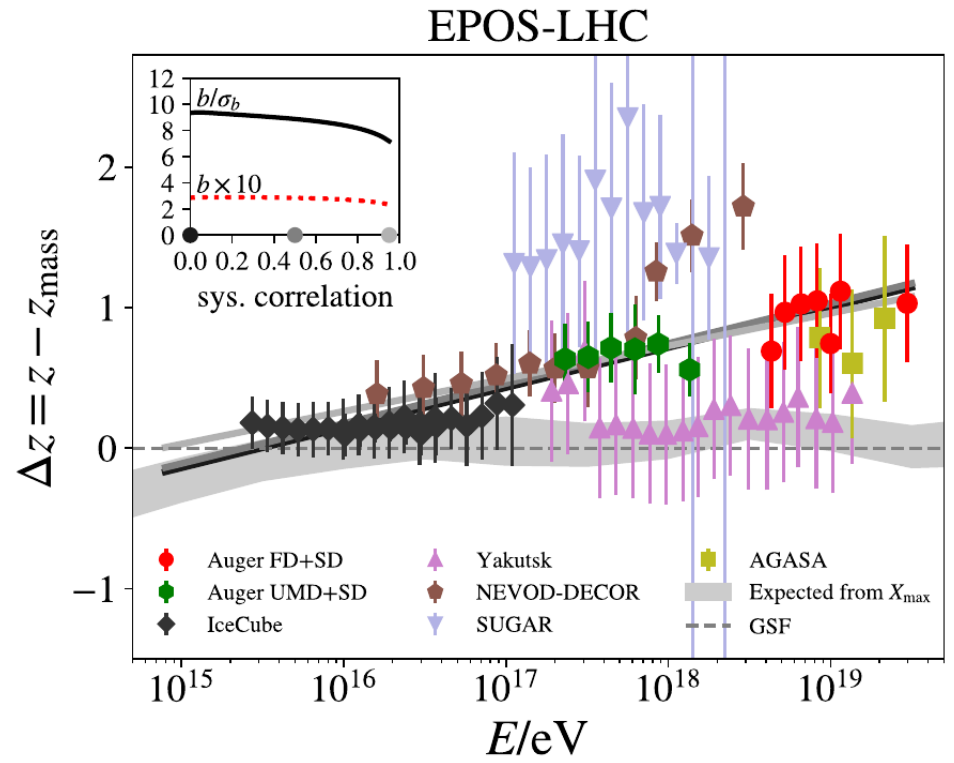 EPOS-LHC
12
10
8
6
4
2
0
b/σ_b
b × 10
0.0 0.2 0.4 0.6 0.8 1.0
sys. correlation
2
1
0
−1
Δz = z − z_mass
Auger FD+SD
Auger UMD+SD
IceCube
Yakutsk
NEVOD-DECOR
SUGAR
AGASA
Expected from X_max
GSF
10^15 10^16 10^17 10^18 10^19
E/eV